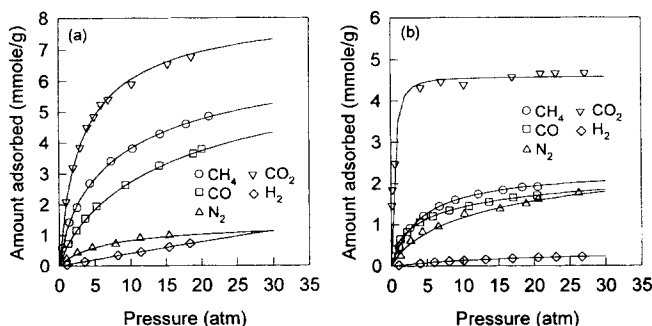 (a)
Amount adsorbed (mmole/g)
8
7
6
5
4
3
2
1
0
CH₄ CO₂
CO H₂
N₂
0 5 10 15 20 25 30 35
Pressure (atm)
(b)
Amount adsorbed (mmole/g)
6
5
4
3
2
1
0
CH₄ CO₂
CO H₂
N₂
0 5 10 15 20 25 30 35
Pressure (atm)